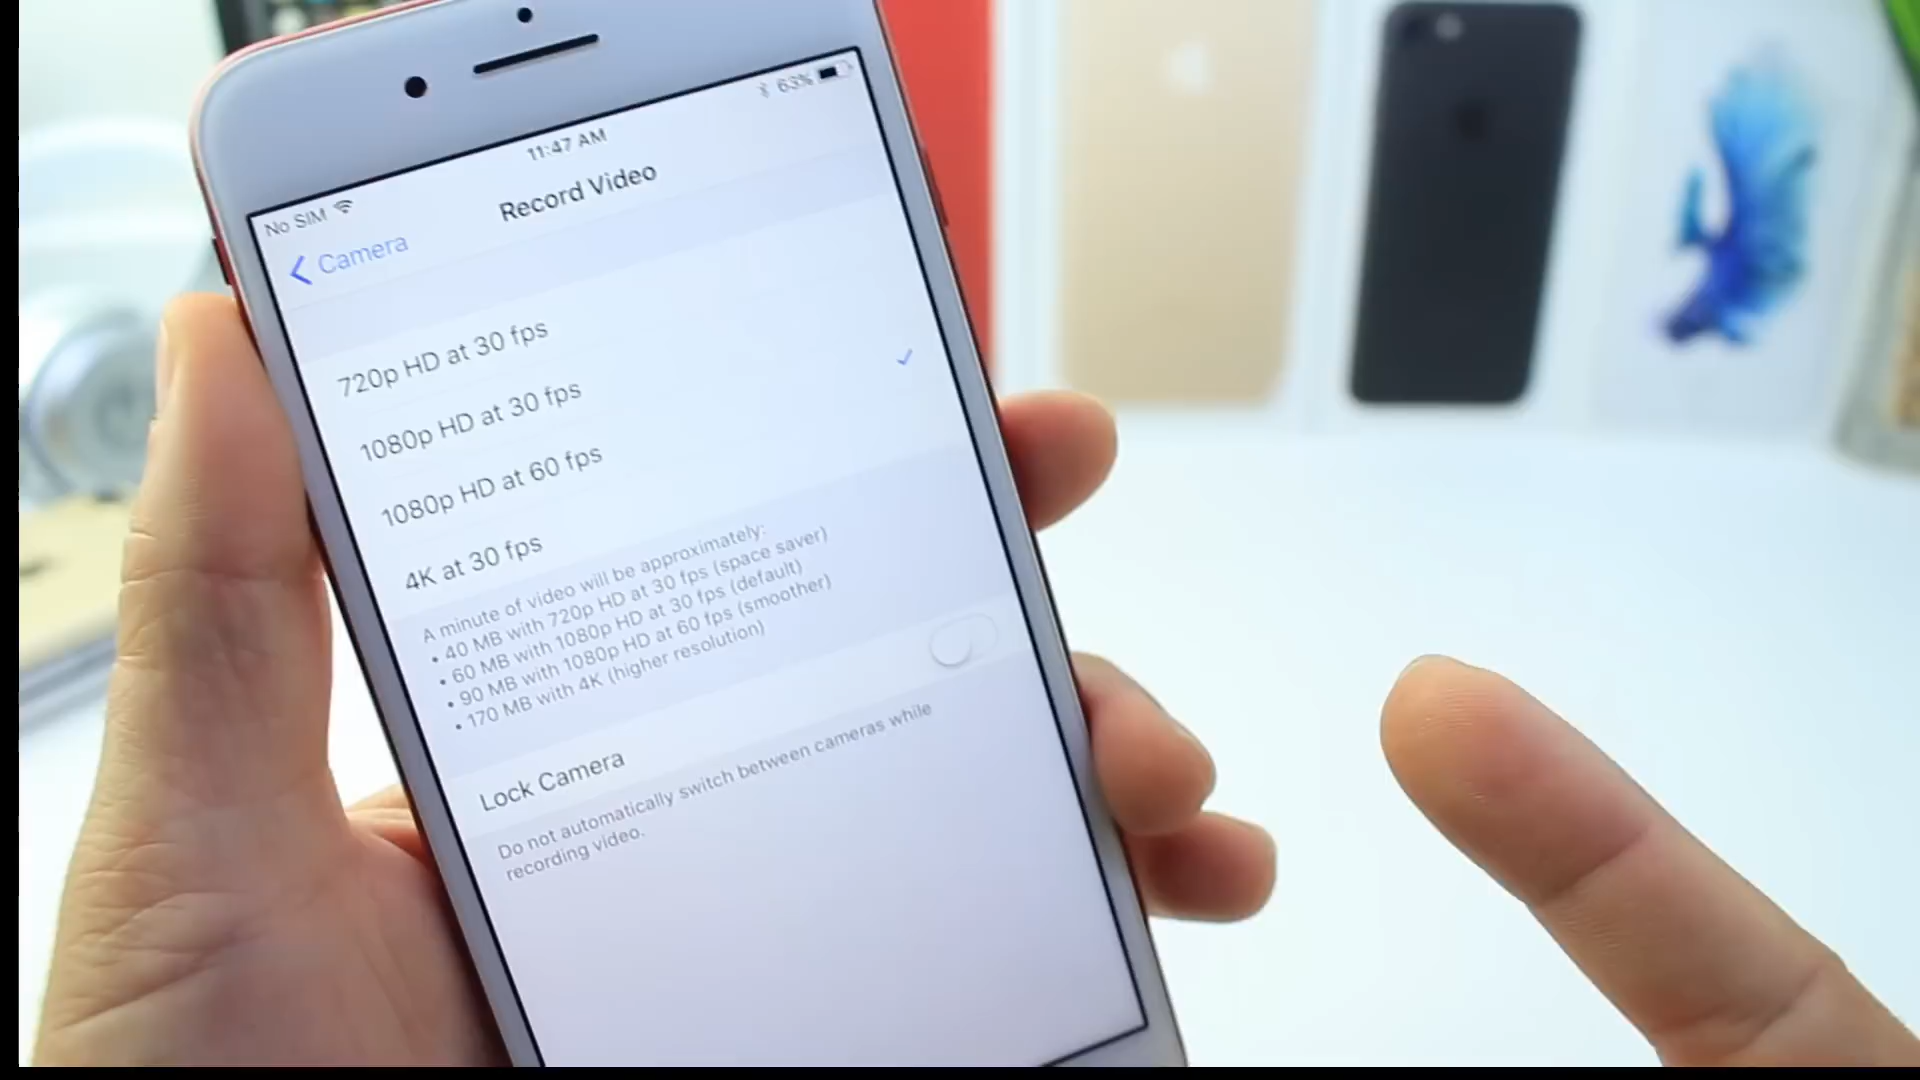 No SIM 63%
11:47 AM
Camera Record Video
720p HD at 30 fps
1080p HD at 30 fps
1080p HD at 60 fps
4K at 30 fps
A minute of video will be approximately:
• 40 MB with 720p HD at 30 fps (space saver)
• 60 MB with 1080p HD at 30 fps (default)
• 90 MB with 1080p HD at 60 fps (smoother)
• 170 MB with 4K (higher resolution)
Lock Camera
Do not automatically switch between cameras while
recording video.